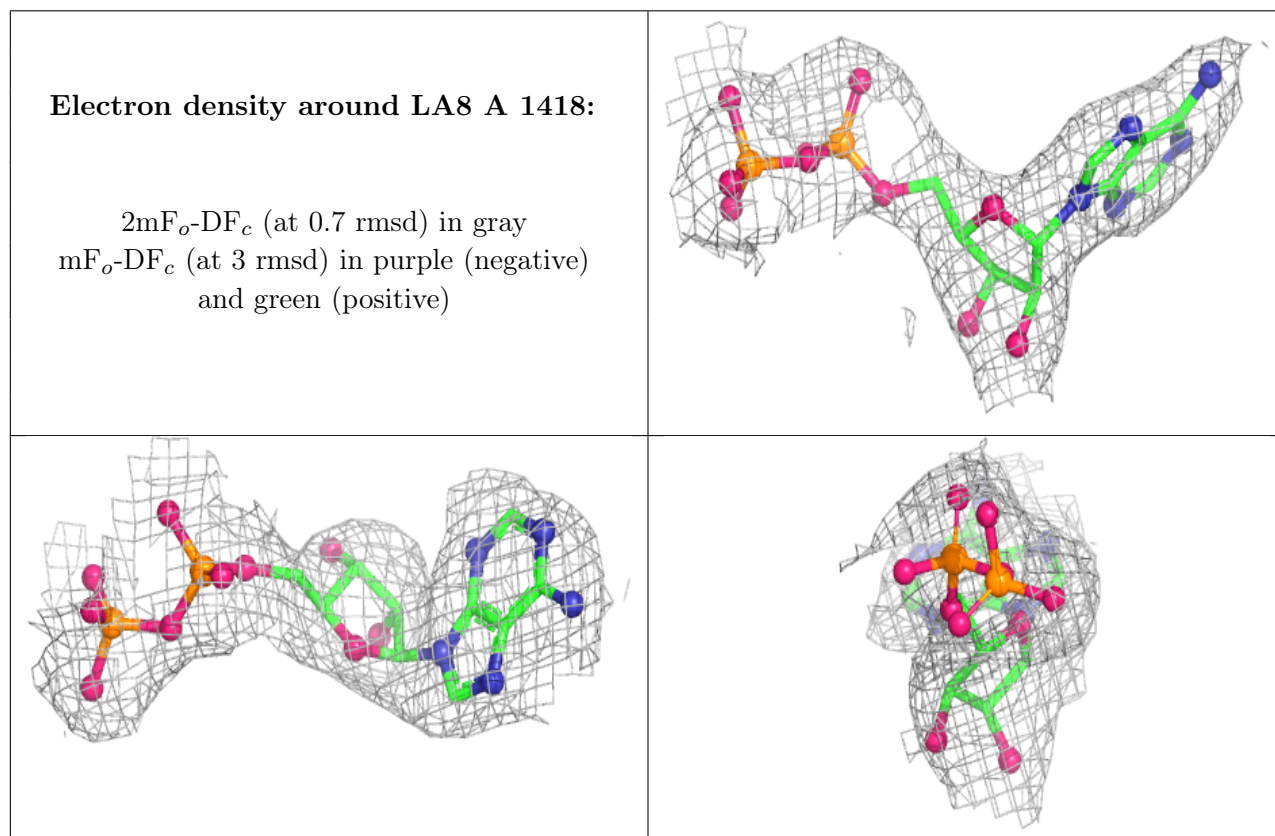 Electron density around LA8 A 1418:
2mFo-DFc (at 0.7 rmsd) in gray
mFo-DFc (at 3 rmsd) in purple (negative)
and green (positive)